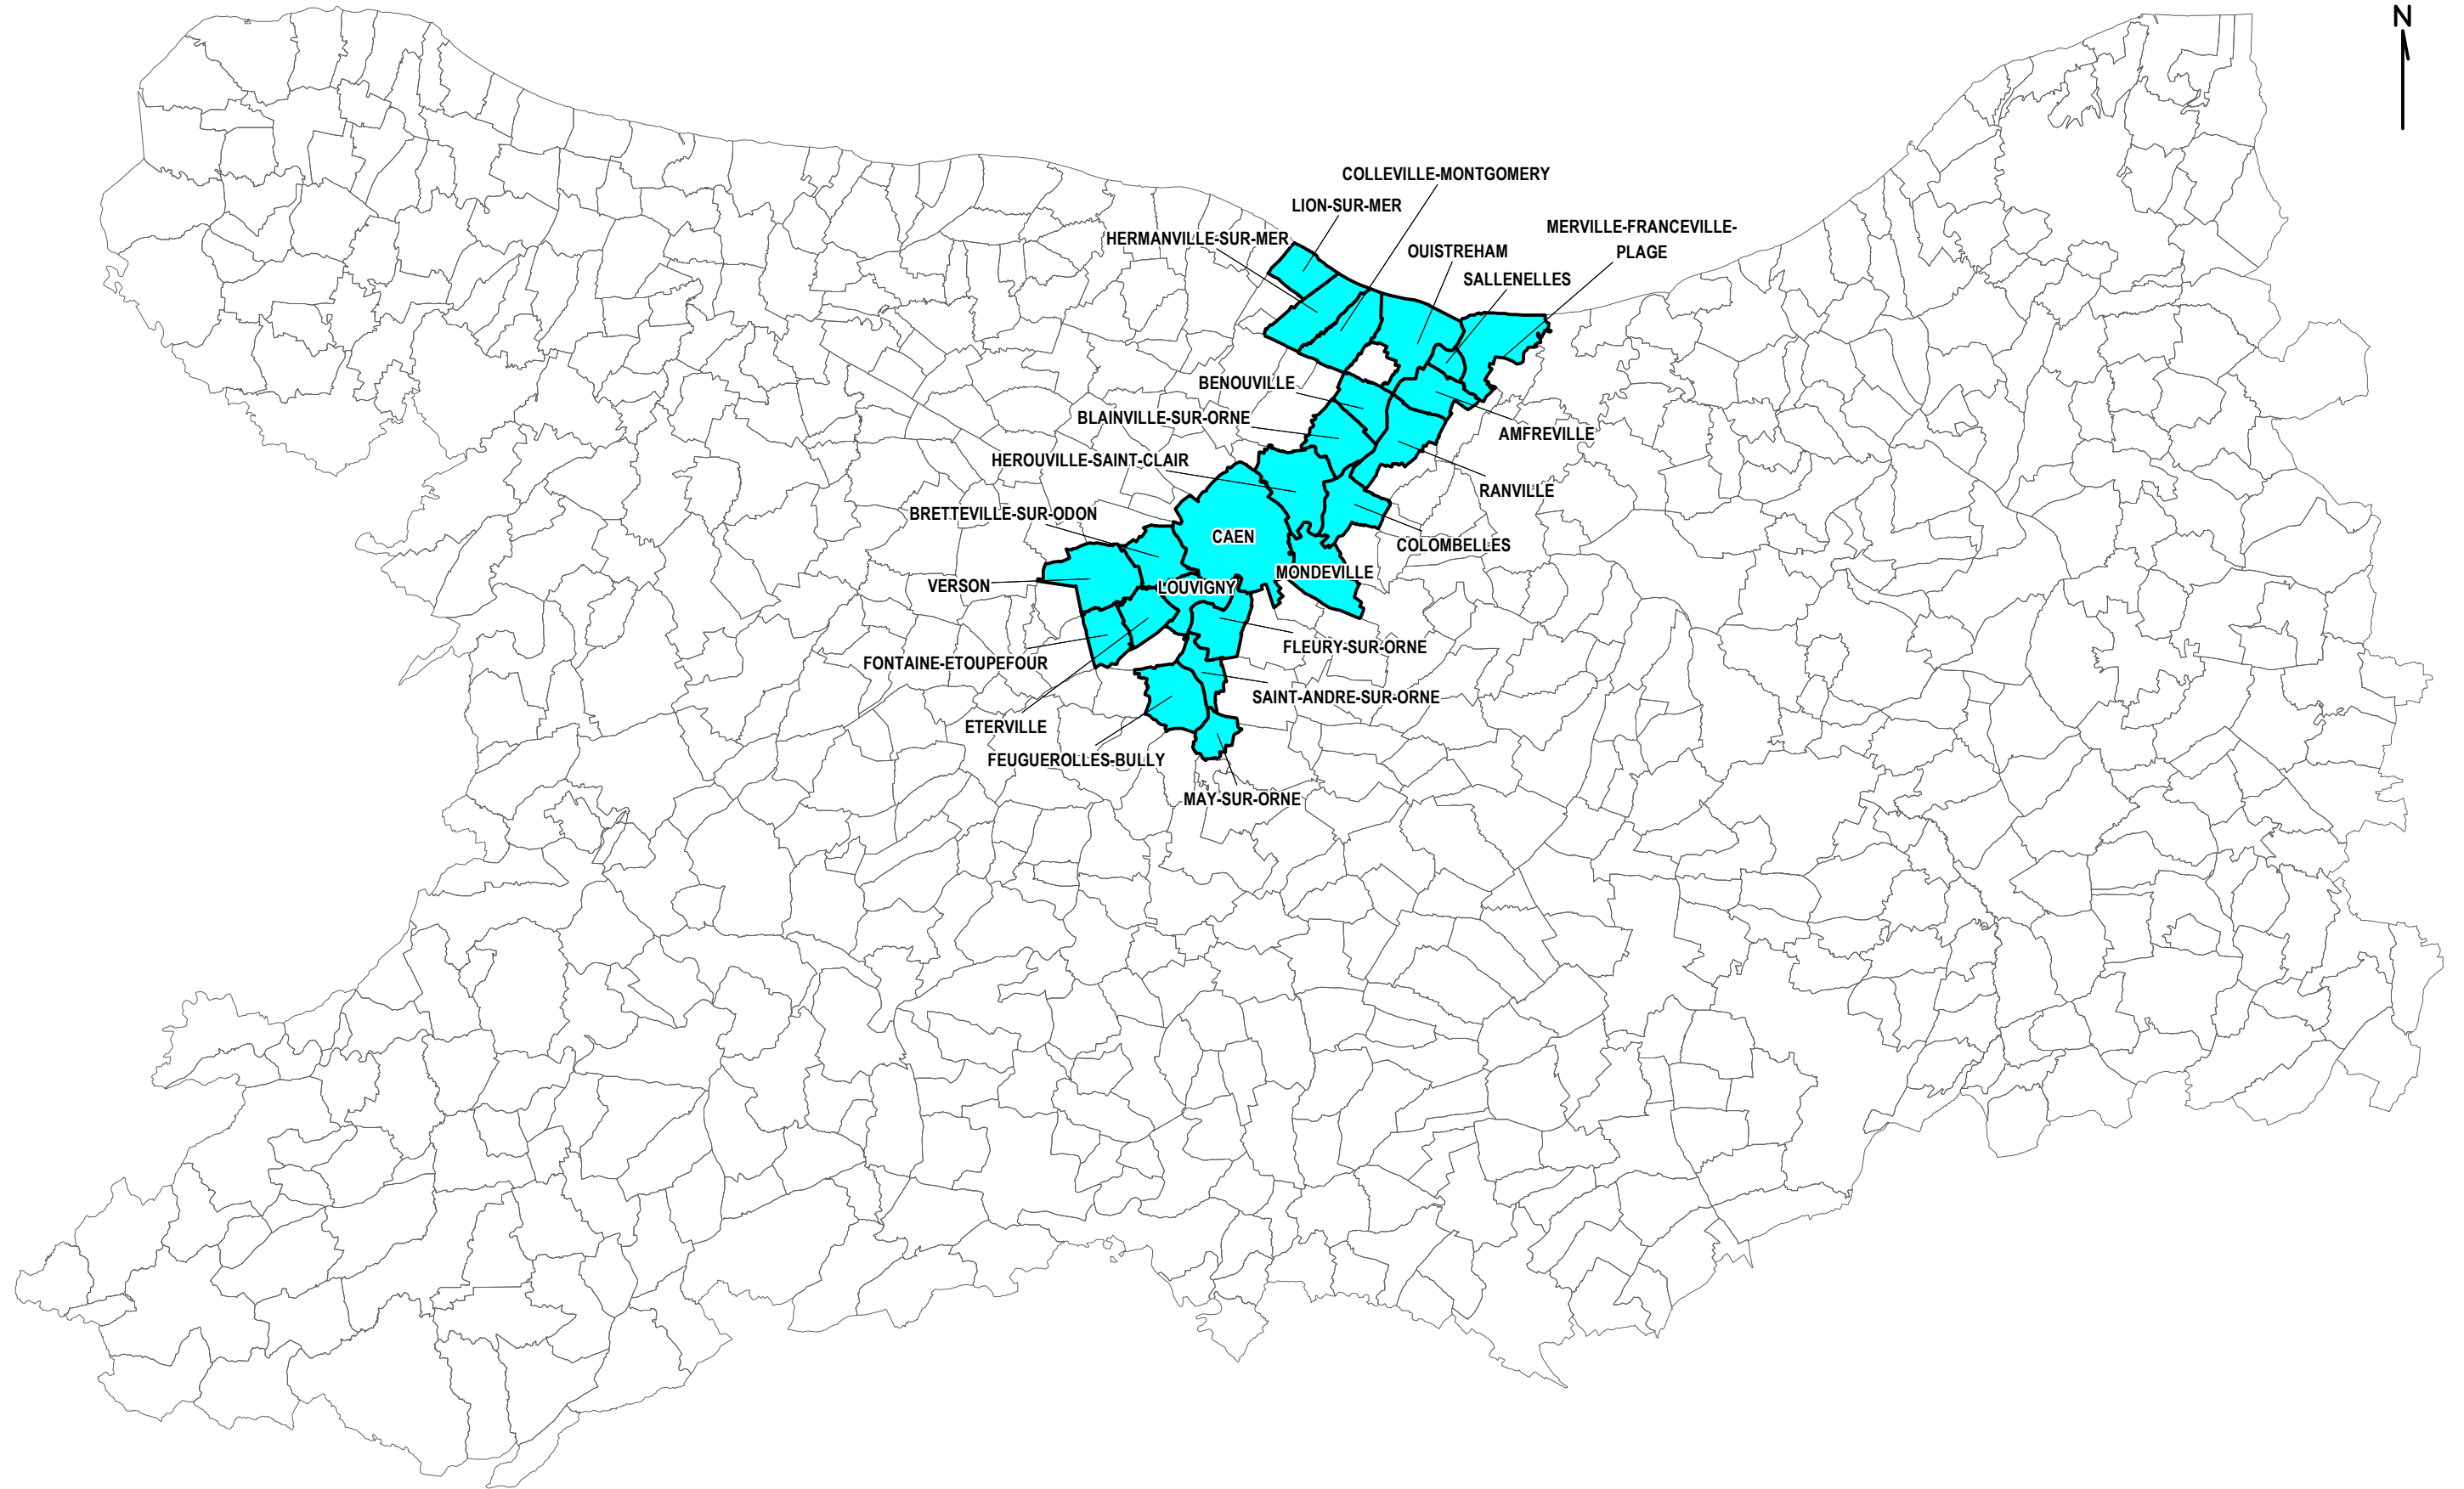 N
COLLEVILLE-MONTGOMERY
LION-SUR-MER
MERVILLE-FRANCEVILLE-
PLAGE
HERMANVILLE-SUR-MER
OUISTREHAM
SALLENELLES
BENOUVILLE
BLAINVILLE-SUR-ORNE
AMFREVILLE
HEROUVILLE-SAINT-CLAIR
RANVILLE
BRETTEVILLE-SUR-ODON
CAEN
COLOMBELLES
MONDEVILLE
VERSON
LOUVIGNY
FLEURY-SUR-ORNE
FONTAINE-ETOUPEFOUR
SAINT-ANDRE-SUR-ORNE
ETERVILLE
FEUGUEROLLES-BULLY
MAY-SUR-ORNE